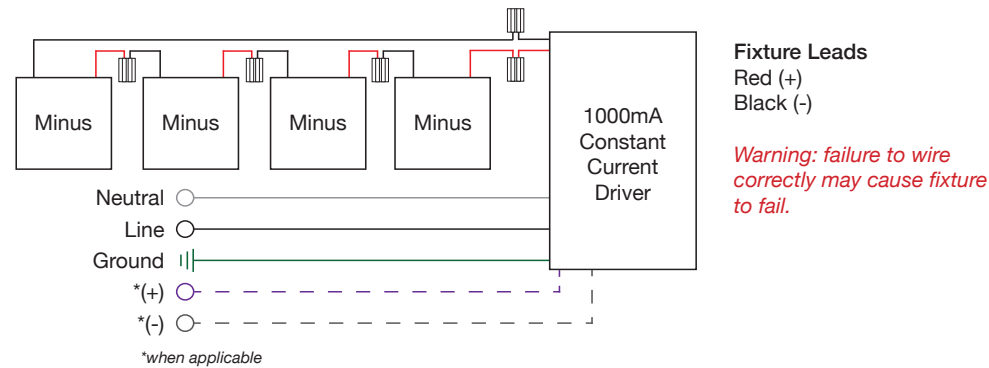 Minus
Minus
Minus
Minus
1000mA
Constant
Current
Driver
Fixture Leads
Red (+)
Black (-)
Warning: failure to wire
correctly may cause fixture
to fail.
Neutral
Line
Ground
*(+)
*(-)
*when applicable